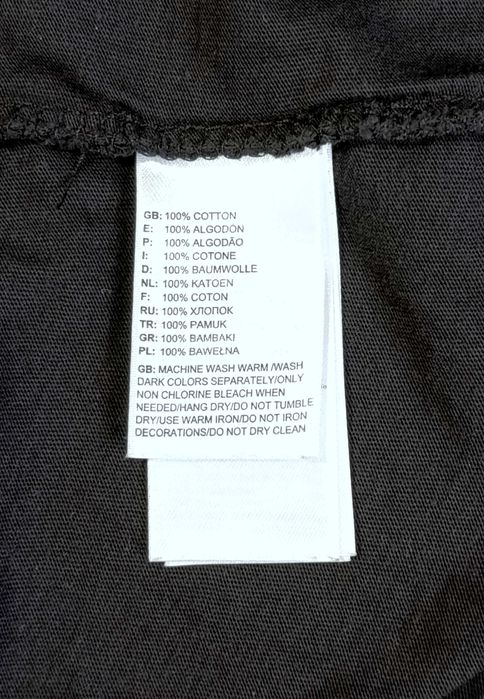 GB: 100% COTTON
E: 100% ALGODÓN
P: 100% ALGODÃO
I: 100% COTONE
D: 100% BAUMWOLLE
NL: 100% KATOEN
F: 100% COTON
RU: 100% ХЛОПОК
TR: 100% PAMUK
GR: 100% BAMBAKI
PL: 100% BAWEŁNA
GB: MACHINE WASH WARM /WASH
DARK COLORS SEPARATELY/ONLY
NON CHLORINE BLEACH WHEN
NEEDED/HANG DRY/DO NOT TUMBLE
DRY/USE WARM IRON/DO NOT IRON
DECORATIONS/DO NOT DRY CLEAN